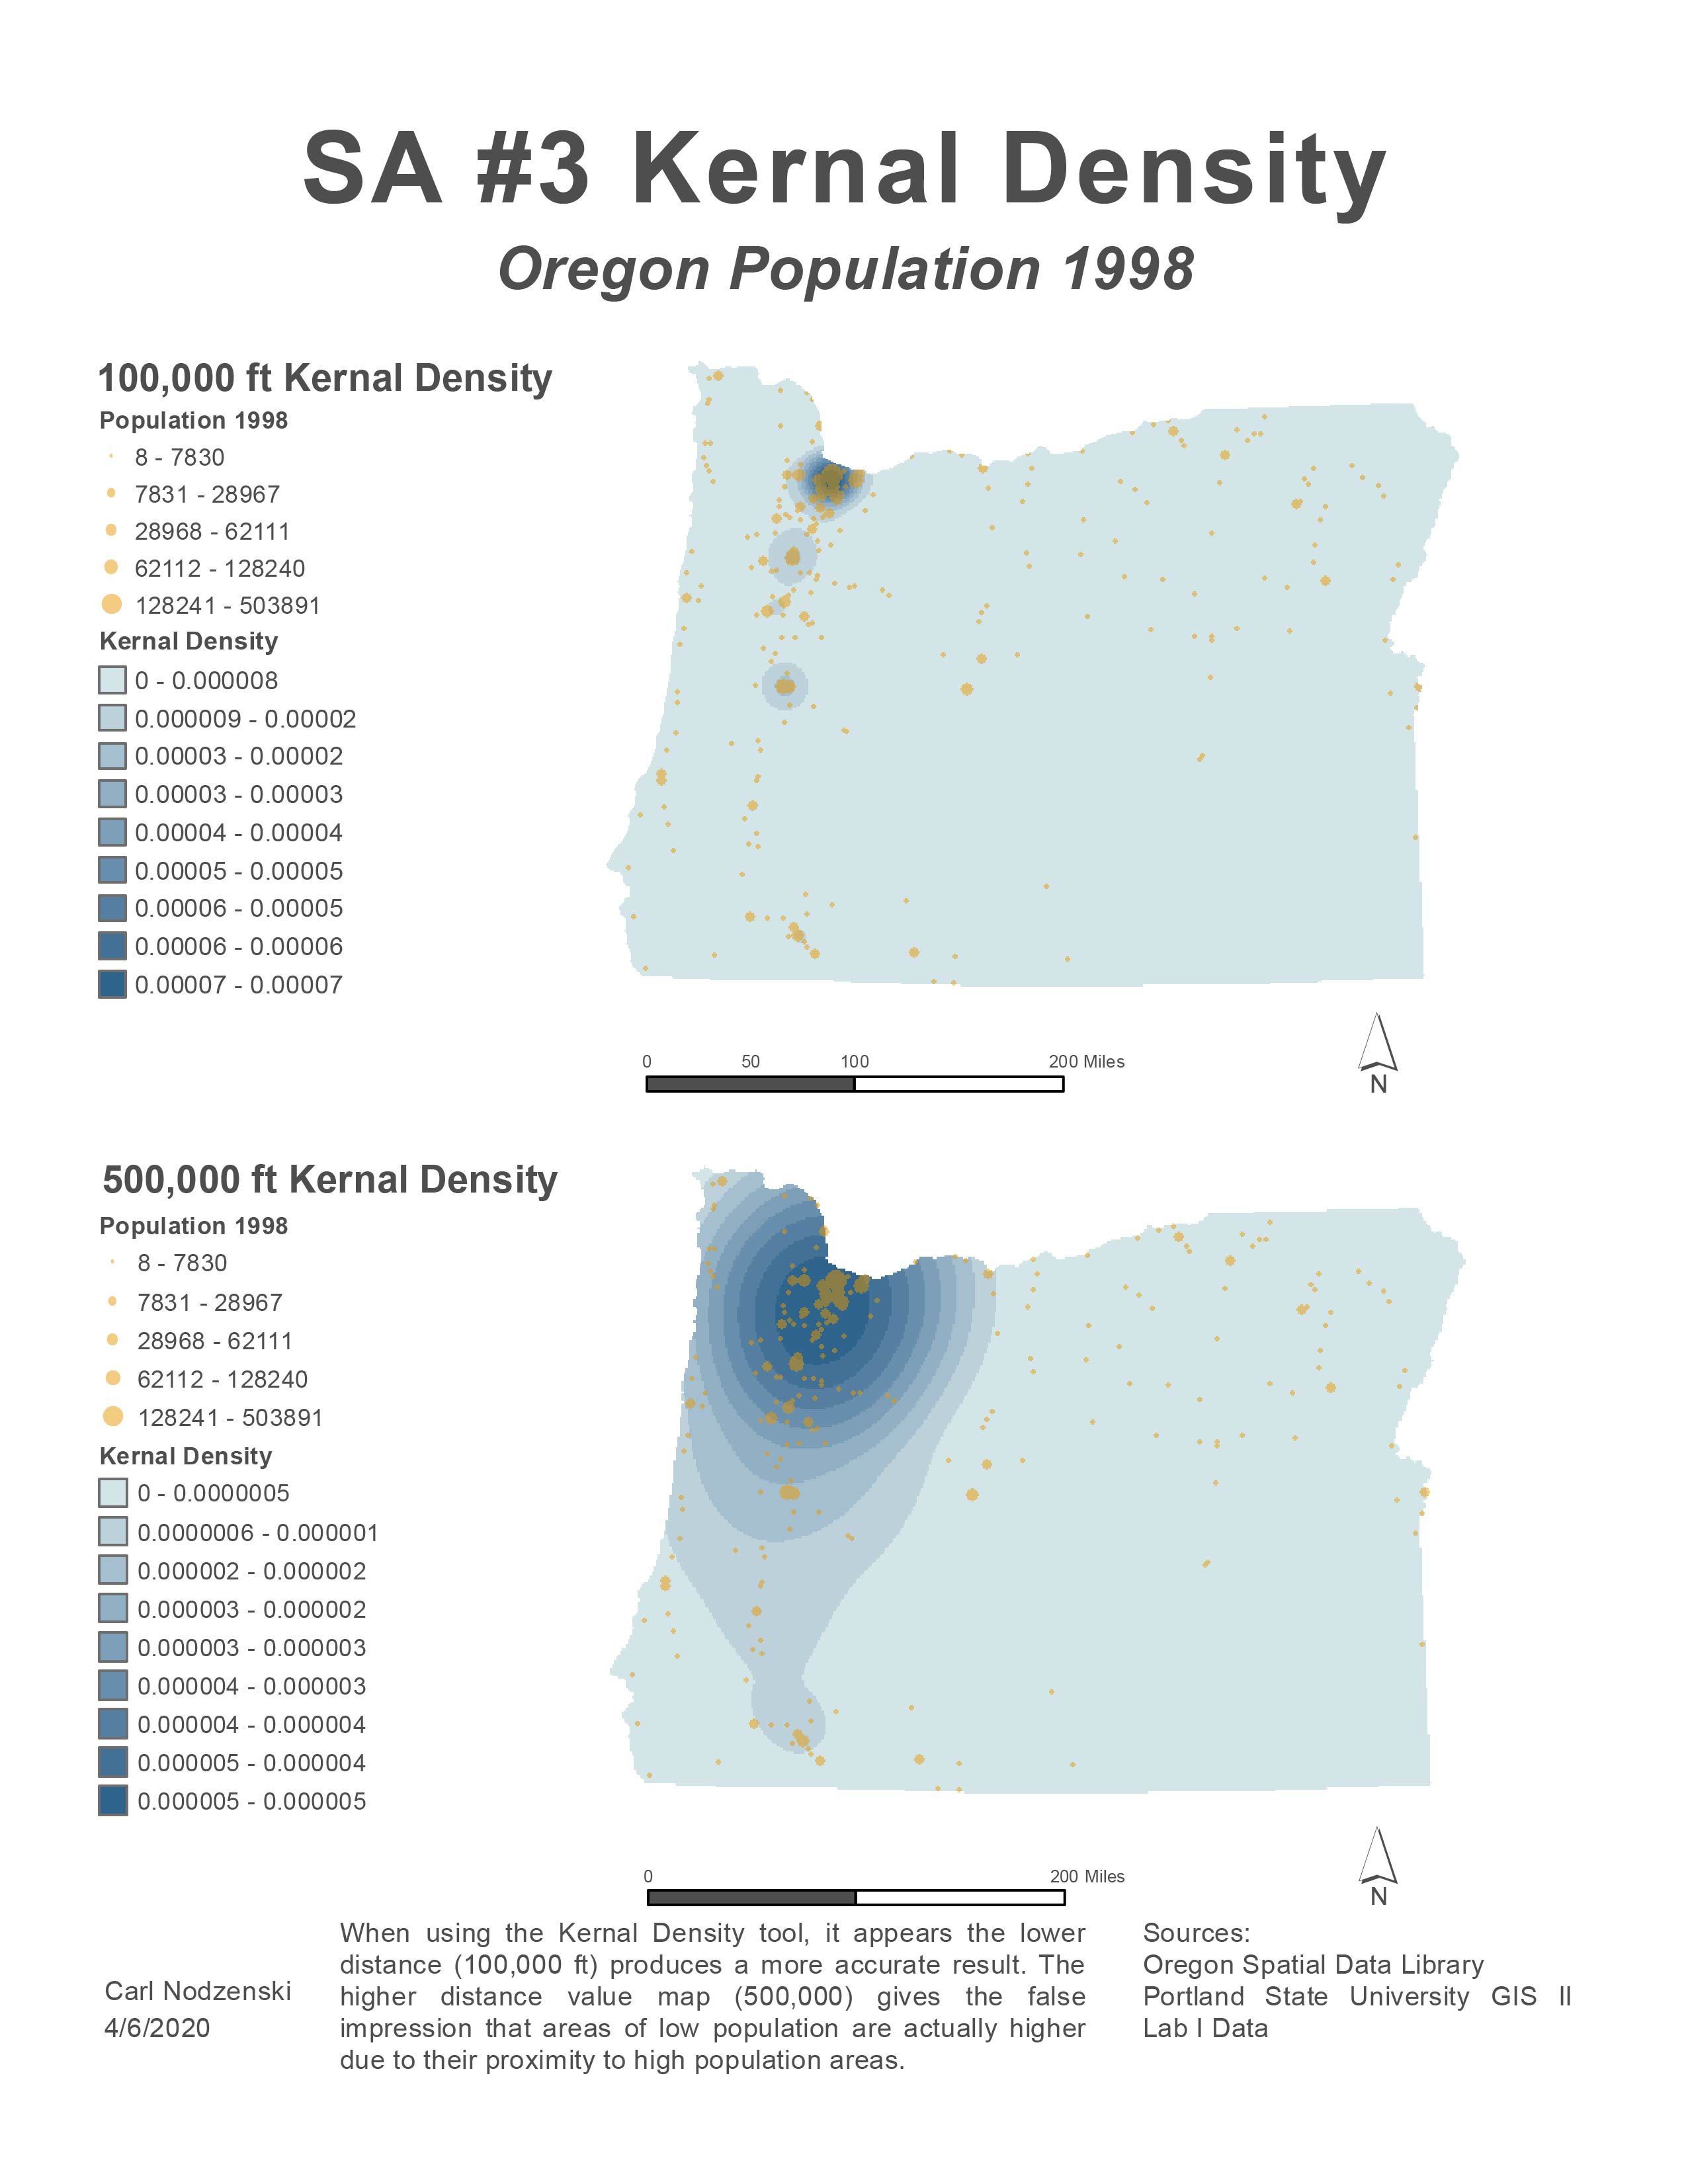 SA #3 Kernal Density
Oregon Population 1998
100,000 ft Kernal Density
Population 1998
8 - 7830
7831 - 28967
28968 - 62111
62112 - 128240
128241 - 503891
Kernal Density
0 - 0.000008
0.000009 - 0.00002
0.00003 - 0.00002
0.00003 - 0.00003
0.00004 - 0.00004
0.00005 - 0.00005
0.00006 - 0.00005
0.00006 - 0.00006
0.00007 - 0.00007
0 50 100 200 Miles
N
500,000 ft Kernal Density
Population 1998
8 - 7830
7831 - 28967
28968 - 62111
62112 - 128240
128241 - 503891
Kernal Density
0 - 0.0000005
0.0000006 - 0.000001
0.000002 - 0.000002
0.000003 - 0.000002
0.000003 - 0.000003
0.000004 - 0.000003
0.000004 - 0.000004
0.000005 - 0.000004
0.000005 - 0.000005
0 200 Miles
N
Carl Nodzenski
4/6/2020
When using the Kernal Density tool, it appears the lower
distance (100,000 ft) produces a more accurate result. The
higher distance value map (500,000) gives the false
impression that areas of low population are actually higher
due to their proximity to high population areas.
Sources:
Oregon Spatial Data Library
Portland State University GIS II
Lab I Data